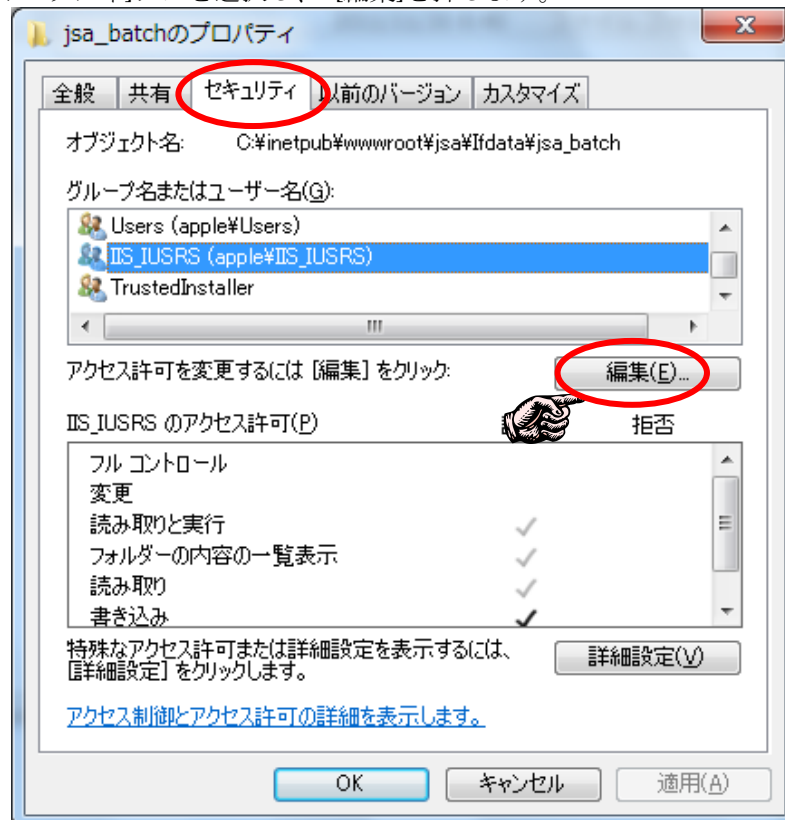 jsa_batchのプロパティ
全般 共有 セキュリティ 以前のバージョン カスタマイズ
オブジェクト名: C:¥inetpub¥wwwroot¥jsa¥Ifdata¥jsa_batch
グループ名またはユーザー名(G):
Users (apple¥Users)
IIS_IUSRS (apple¥IIS_IUSRS)
TrustedInstaller
アクセス許可を変更するには [編集] をクリック:
編集(E)...
IIS_IUSRS のアクセス許可(P)
拒否
フル コントロール
変更
読み取りと実行
フォルダーの内容の一覧表示
読み取り
書き込み
特殊なアクセス許可または詳細設定を表示するには、
[詳細設定] をクリックします。
詳細設定(V)
アクセス制御とアクセス許可の詳細を表示します。
OK キャンセル 適用(A)